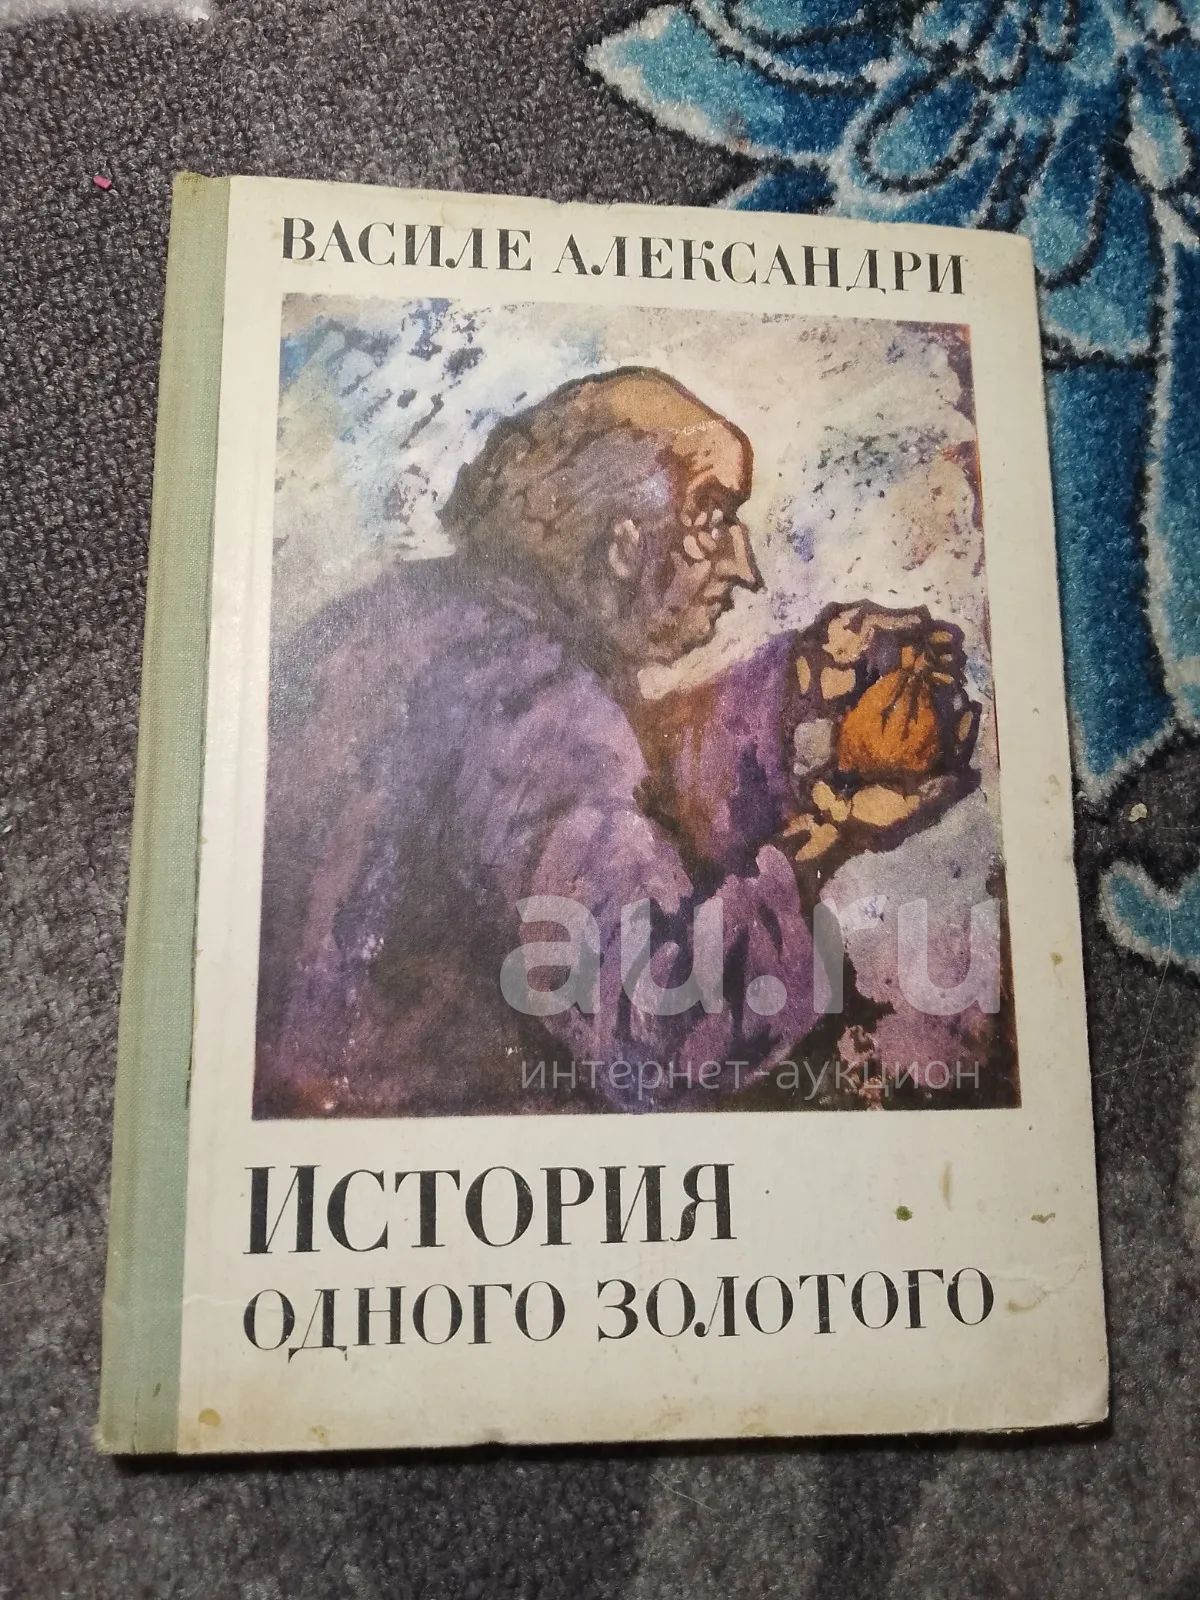 ВАСИЛЕ АЛЕКСАНДРИ
au.ru
интернет-аукцион
ИСТОРИЯ
ОДНОГО ЗОЛОТОГО